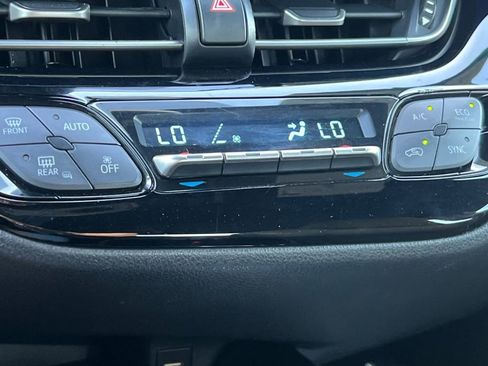 FRONT AUTO
REAR OFF
LO LO
A/C ECO
SYNC